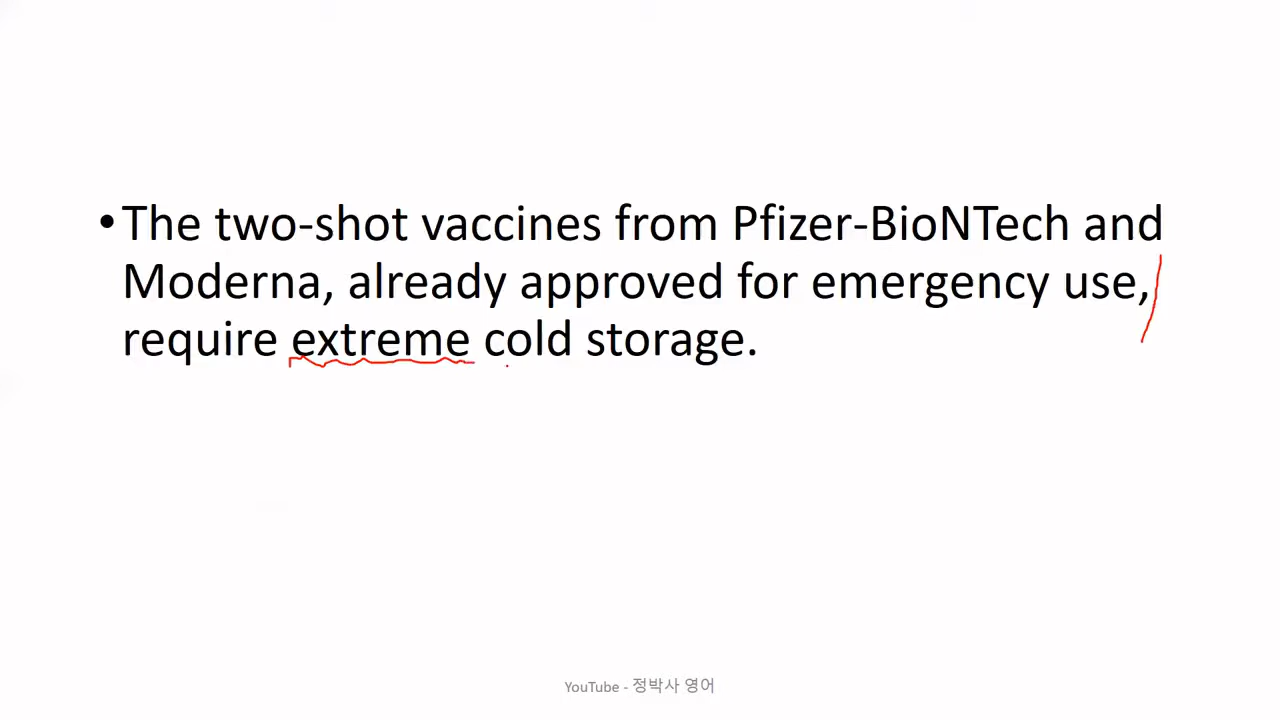 •The two-shot vaccines from Pfizer-BioNTech and
Moderna, already approved for emergency use,
require extreme cold storage.
YouTube - 정박사 영어